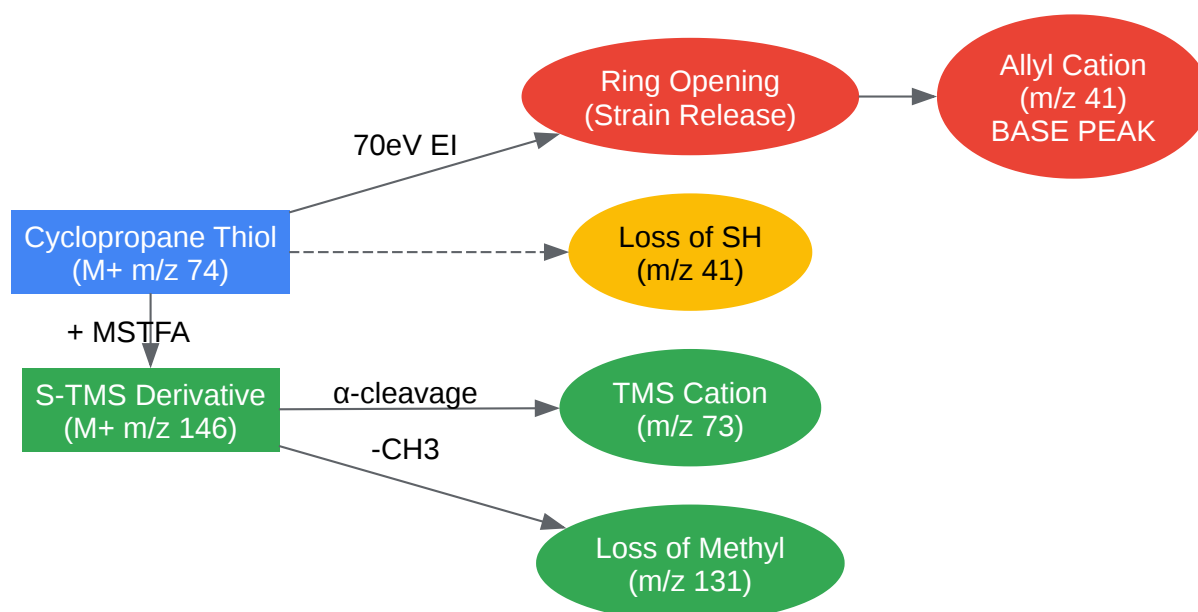 Ring Opening
(Strain Release)
Allyl Cation
(m/z 41)
BASE PEAK
70eV EI
Cyclopropane Thiol
(M+ m/z 74)
Loss of SH
(m/z 41)
+ MSTFA
S-TMS Derivative
(M+ m/z 146)
α-cleavage
TMS Cation
(m/z 73)
-CH3
Loss of Methyl
(m/z 131)